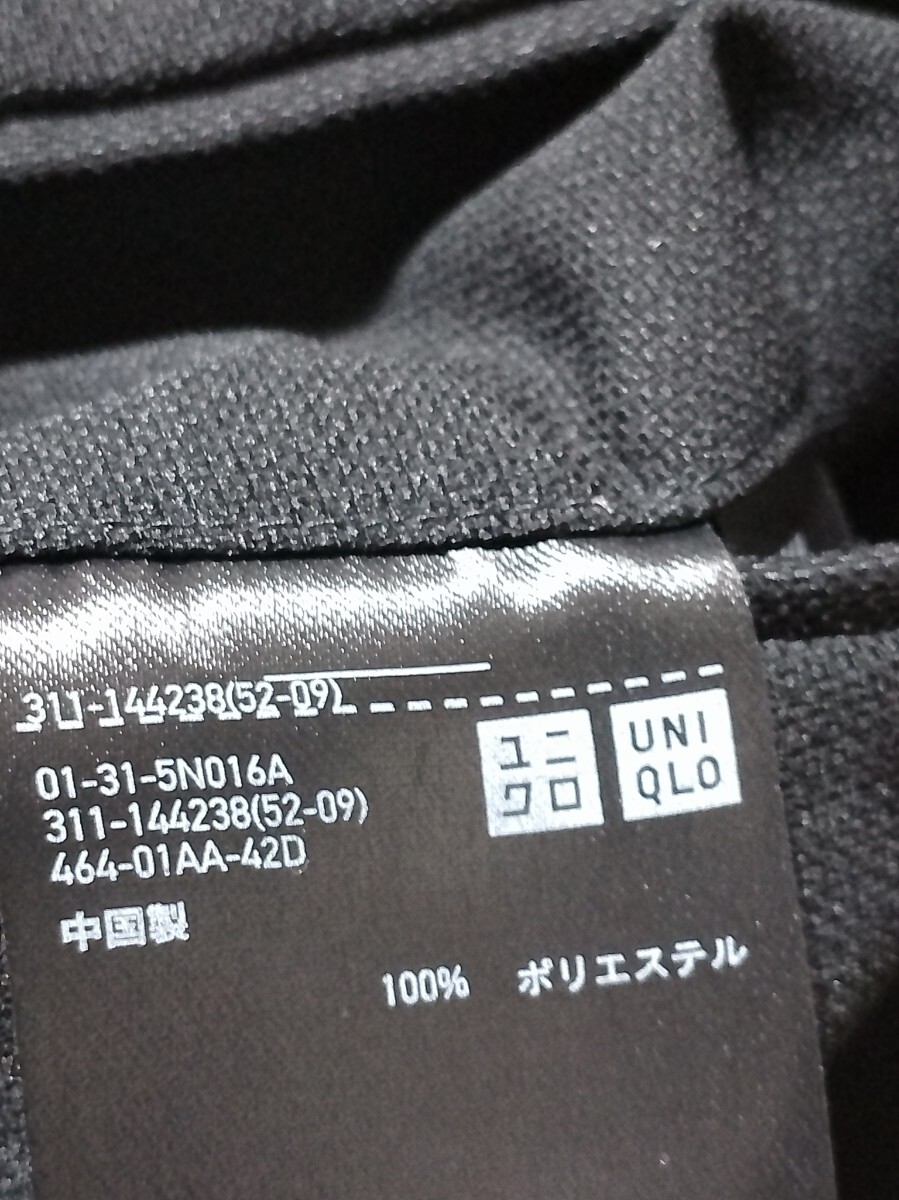 311-144238(52-09)
ユニ
クロ
UNI
QLO
01-31-5N016A
311-144238(52-09)
464-01AA-42D
中国製
100% ポリエステル